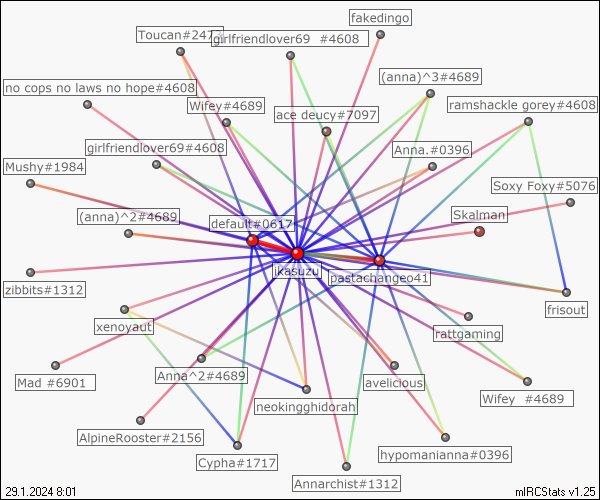 fakedingo
Toucan#247
girlfriendlover69 #4608
(anna)^3#4689
no cops no laws no hope#4608
Wifey#4689
ace deucy#7097
ramshackle gorey#4608
girlfriendlover69#4608
Anna.#0396
Mushy#1984
Soxy Foxy#5076
(anna)^2#4689
default#0617
Skalman
zibbits#1312
ikasuzu
pastachange041
frisout
xenoyaut
rattgaming
Mad #6901
Anna^2#4689
avelicious
neokingghidorah
Wifey #4689
AlpineRooster#2156
Cypha#1717
hypomanianna#0396
Annarchist#1312
29.1.2024 8:01
mIRCStats v1.25